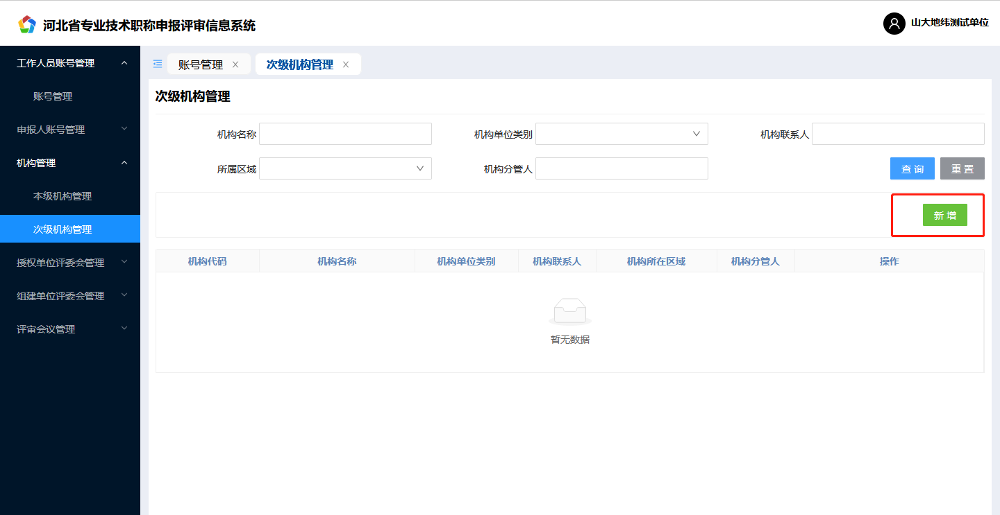 河北省专业技术职称申报评审信息系统
山大地纬测试单位
工作人员账号管理
账号管理
申报人账号管理
机构管理
本级机构管理
次级机构管理
授权单位评委会管理
组建单位评委会管理
评审会议管理
账号管理 次级机构管理
次级机构管理
机构名称 机构单位类别 机构联系人
所属区域 机构分管人 查 询 重 置
新 增
机构代码 机构名称 机构单位类别 机构联系人 机构所在区域 机构分管人 操作
暂无数据